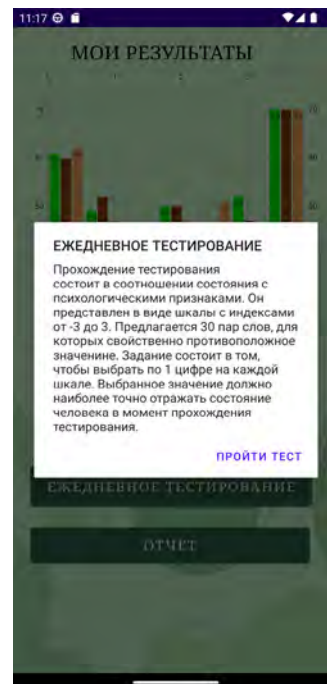 11:17
МОИ РЕЗУЛЬТАТЫ
ЕЖЕДНЕВНОЕ ТЕСТИРОВАНИЕ
Прохождение тестирования
состоит в соотношении состояния с
психологическими признаками. Он
представлен в виде шкалы с индексами
от -3 до 3. Предлагается 30 пар слов, для
которых свойственно противоположное
значенине. Задание состоит в том,
чтобы выбрать по 1 цифре на каждой
шкале. Выбранное значение должно
наиболее точно отражать состояние
человека в момент прохождения
тестирования.
ПРОЙТИ ТЕСТ
ЕЖЕДНЕВНОЕ ТЕСТИРОВАНИЕ
ОТЧЕТ